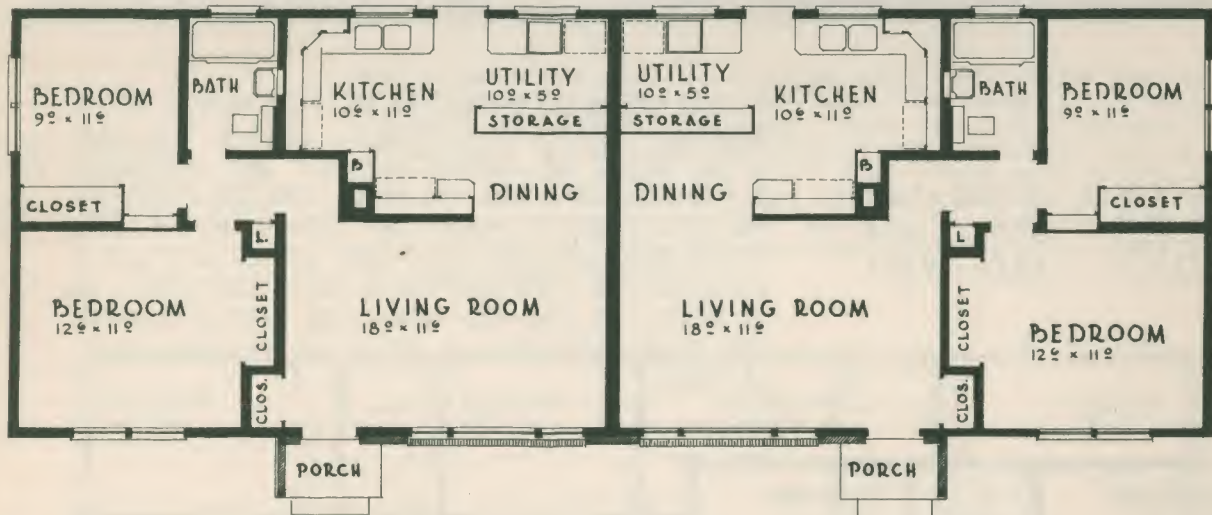 BEDROOM
9⁰ x 11⁶
BATH
KITCHEN
10⁶ x 11⁰
UTILITY
10⁰ x 5⁰
STORAGE
UTILITY
10⁰ x 5⁰
STORAGE
KITCHEN
10⁶ x 11⁰
BATH
BEDROOM
9⁰ x 11⁶
CLOSET
B
DINING
DINING
B
CLOSET
L.
L
BEDROOM
12⁶ x 11⁰
CLOSET
LIVING ROOM
18⁰ x 11⁶
LIVING ROOM
18⁰ x 11⁶
CLOSET
BEDROOM
12⁶ x 11⁰
CLOS.
CLOS.
PORCH
PORCH